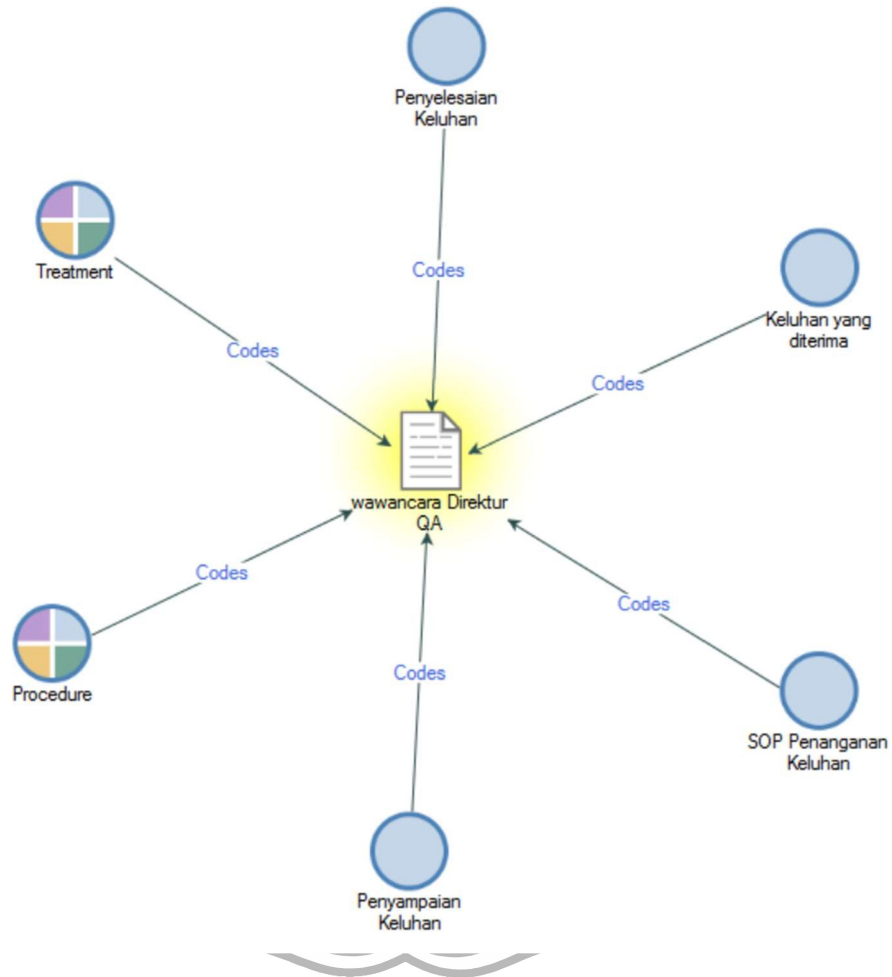 Penyelesaian
Keluhan
Treatment
Codes
Keluhan yang
diterima
Codes
Codes
wawancara Direktur
QA
Codes
Codes
Procedure
Codes
SOP Penanganan
Keluhan
Penyampaian
Keluhan